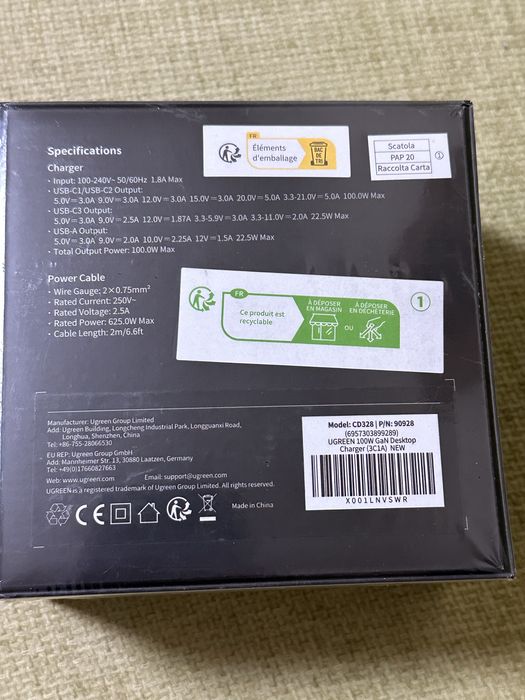 Specifications
Charger
• Input: 100-240V~ 50/60Hz 1.8A Max
• USB-C1/USB-C2 Output:
5.0V⎓3.0A 9.0V⎓3.0A 12.0V⎓3.0A 15.0V⎓3.0A 20.0V⎓5.0A 3.3-21.0V⎓5.0A 100.0W Max
• USB-C3 Output:
5.0V⎓3.0A 9.0V⎓2.5A 12.0V⎓1.87A 3.3-5.9V⎓3.0A 3.3-11.0V⎓2.0A 22.5W Max
• USB-A Output:
5.0V⎓3.0A 9.0V⎓2.0A 10.0V⎓2.25A 12V⎓1.5A 22.5W Max
• Total Output Power: 100.0W Max
FR
Éléments
d'emballage
BAC
DE
TRI
Scatola
PAP 20
Raccolta Carta
①
Power Cable
• Wire Gauge: 2×0.75mm²
• Rated Current: 250V~
• Rated Voltage: 2.5A
• Rated Power: 625.0W Max
• Cable Length: 2m/6.6ft
FR
Ce produit est
recyclable
À DÉPOSER
EN MAGASIN
OU
À DÉPOSER
EN DÉCHÈTERIE
①
Manufacturer: Ugreen Group Limited
Add: Ugreen Building, Longcheng Industrial Park, Longguanxi Road,
Longhua, Shenzhen, China
Tel: +86-755-28066530
EU REP: Ugreen Group GmbH
Add: Mannheimer Str. 13, 30880 Laatzen, Germany
Tel: +49(0)17660827663
Web: www.ugreen.com Email: support@ugreen.com
UGREEN is a registered trademark of Ugreen Group Limited. All rights reserved.
CE
Made in China
Model: CD328 | P/N: 90928
(6957303899289)
UGREEN 100W GaN Desktop
Charger (3C1A) NEW
X001LNVSWR